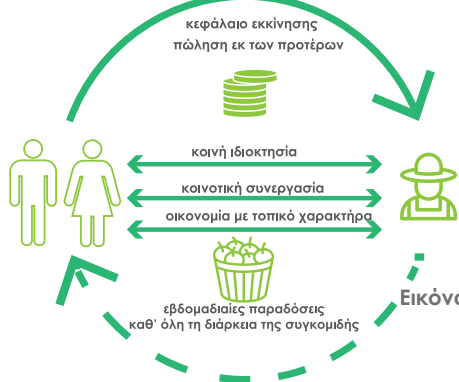 κεφάλαιο εκκίνησης
πώληση εκ των προτέρων
κοινή ιδιοκτησία
κοινοτική συνεργασία
οικονομία με τοπικό χαρακτήρα
εβδομαδιαίες παραδόσεις
καθ' όλη τη διάρκεια της συγκομιδής